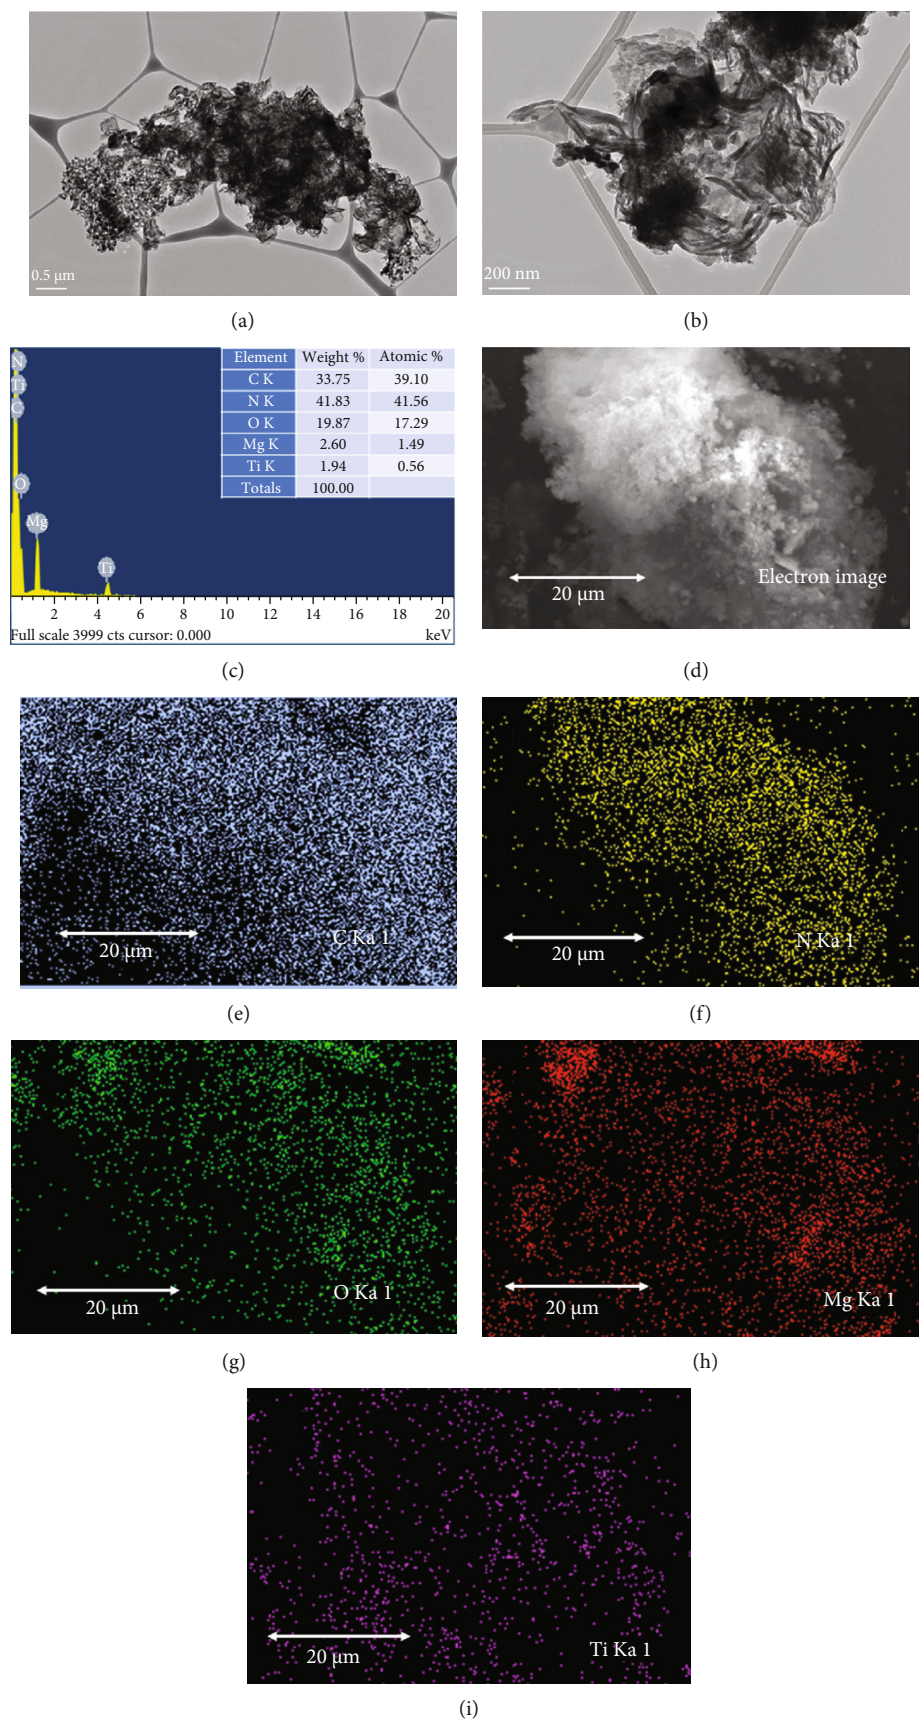 0.5 µm
200 nm
(a)
(b)
N
Ti
C
O
Mg
Ti
Element Weight % Atomic %
C K 33.75 39.10
N K 41.83 41.56
O K 19.87 17.29
Mg K 2.60 1.49
Ti K 1.94 0.56
Totals 100.00
2 4 6 8 10 12 14 16 18 20
Full scale 3999 cts cursor: 0.000 keV
20 µm
Electron image
(c)
(d)
20 µm
C Ka 1
20 µm
N Ka 1
(e)
(f)
20 µm
O Ka 1
20 µm
Mg Ka 1
(g)
(h)
20 µm
Ti Ka 1
(i)